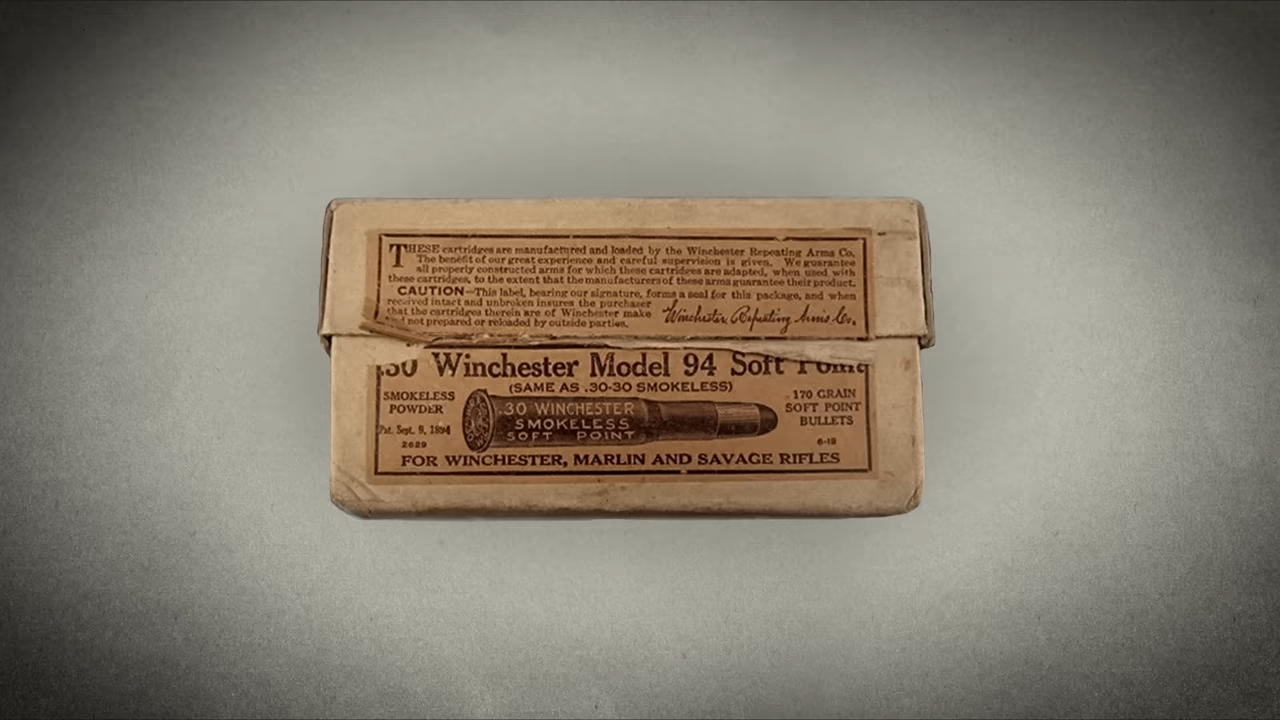 THESE cartridges are manufactured and loaded by the Winchester Repeating Arms Co.
The benefit of our great experience and careful supervision is given. We guarantee
all properly constructed arms for which these cartridges are adapted, when used with
these cartridges, to the extent that the manufacturers of these arms guarantee their product.
CAUTION—This label, bearing our signature, forms a seal for this package, and when
received intact and unbroken insures the purchaser
that the cartridges therein are of Winchester make
and not prepared or reloaded by outside parties.
Winchester Repeating Arms Co.
.30 Winchester Model 94 Soft Point
(SAME AS .30-30 SMOKELESS)
SMOKELESS
POWDER
Pat. Sept. 9, 1894
2629
.30 WINCHESTER
SMOKELESS
SOFT POINT
170 GRAIN
SOFT POINT
BULLETS
FOR WINCHESTER, MARLIN AND SAVAGE RIFLES